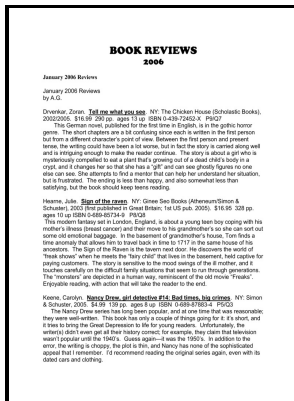 BOOK REVIEWS
2006
January 2006 Reviews
January 2006 Reviews
by A.G.
Drvenkar, Zoran. Tell me what you see. NY: The Chicken House (Scholastic Books),
2002/2005. $16.99 290 pp. ages 13 up ISBN 0-439-72452-X P9/Q7
This German novel, published for the first time in English, is in the gothic horror
genre. The short chapters are a bit confusing since each is written in the first person
but from a different character's point of view. Between the first person and present
tense, the writing could have been a lot worse, but in fact the story is carried along well
and is intriguing enough to make the reader continue. The story is about a girl who is
mysteriously compelled to eat a plant that's growing out of a dead child's body in a
crypt, and it changes her so that she has a "gift" and can see ghostly figures no one
else can see. She attempts to find a mentor that can help her understand her situation,
but is frustrated. The ending is less than happy, and also somewhat less than
satisfying, but the book should keep teens reading.
Hearne, Julie. Sign of the raven. NY: Ginee Seo Books (Atheneum/Simon &
Schuster), 2003 (first published in Great Britain; 1st US pub. 2005). $16.95 328 pp.
ages 10 up ISBN 0-689-85734-9 P8/Q8
This modern fantasy set in London, England, is about a young teen boy coping with his
mother's illness (breast cancer) and their move to his grandmother's so she can sort out
some old emotional baggage. In the basement of grandmother's house, Tom finds a
time anomaly that allows him to travel back in time to 1717 in the same house of his
ancestors. The Sign of the Raven is the tavern next door. He discovers the world of
"freak shows" when he meets the "fairy child" that lives in the basement, held captive for
paying customers. The story is sensitive to the mood swings of the ill mother, and it
touches carefully on the difficult family situations that seem to run through generations.
The "monsters" are depicted in a human way, reminiscent of the old movie "Freaks".
Enjoyable reading, with action that will take the reader to the end.
Keene, Carolyn. Nancy Drew, girl detective #14: Bad times, big crimes. NY: Simon
& Schuster, 2005. $4.99 139 pp. ages 8 up ISBN 0-689-87883-4 P5/Q3
The Nancy Drew series has long been popular, and at one time that was reasonable;
they were well-written. This book has only a couple of things going for it: it's short, and
it tries to bring the Great Depression to life for young readers. Unfortunately, the
writer(s) didn't even get all their history correct; for example, they claim that television
wasn't popular until the 1940's. Guess again—it was the 1950's. In addition to the
error, the writing is choppy, the plot is thin, and Nancy has none of the sophisticated
appeal that I remember. I'd recommend reading the original series again, even with its
dated cars and clothing.